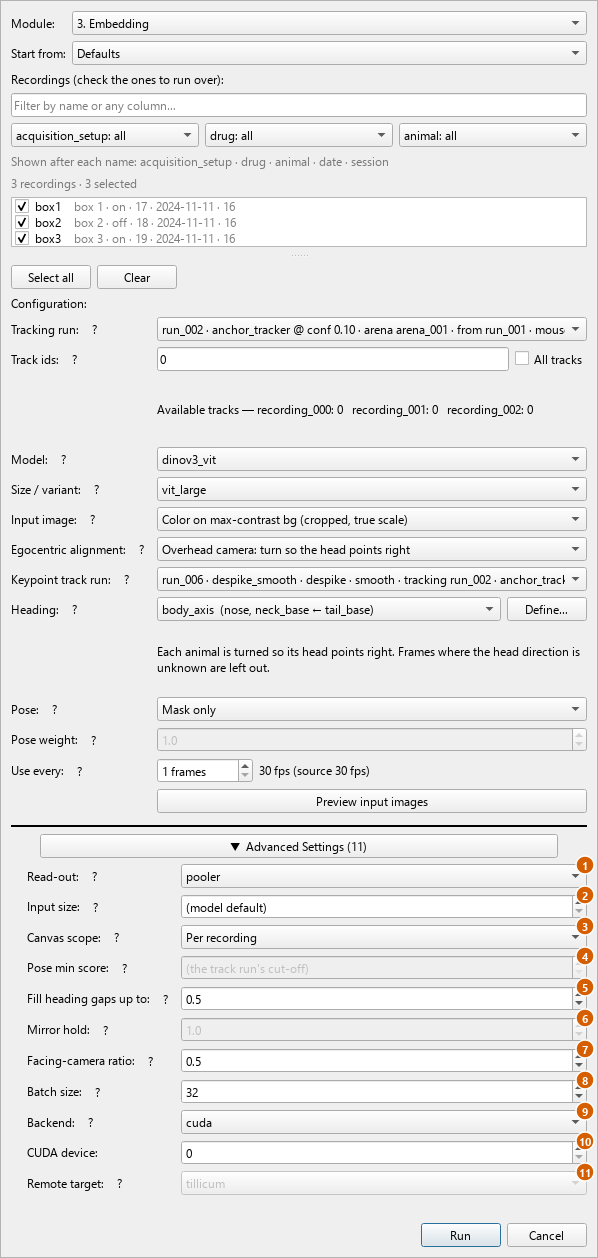 Module: 3. Embedding
Start from: Defaults
Recordings (check the ones to run over):
Filter by name or any column...
acquisition_setup: all drug: all animal: all
Shown after each name: acquisition_setup · drug · animal · date · session
3 recordings · 3 selected
box1 box 1 · on · 17 · 2024-11-11 · 16
box2 box 2 · off · 18 · 2024-11-11 · 16
box3 box 3 · on · 19 · 2024-11-11 · 16
Select all Clear
Configuration:
Tracking run: ? run_002 · anchor_tracker @ conf 0.10 · arena arena_001 · from run_001 · mous
Track ids: ? 0 All tracks
Available tracks — recording_000: 0 recording_001: 0 recording_002: 0
Model: ? dinov3_vit
Size / variant: ? vit_large
Input image: ? Color on max-contrast bg (cropped, true scale)
Egocentric alignment: ? Overhead camera: turn so the head points right
Keypoint track run: ? run_006 · despike_smooth · despike · smooth · tracking run_002 · anchor_track
Heading: ? body_axis (nose, neck_base ← tail_base) Define...
Each animal is turned so its head points right. Frames where the head direction is
unknown are left out.
Pose: ? Mask only
Pose weight: ? 1.0
Use every: ? 1 frames 30 fps (source 30 fps)
Preview input images
▼ Advanced Settings (11)
Read-out: ? pooler 1
Input size: ? (model default) 2
Canvas scope: ? Per recording 3
Pose min score: ? (the track run's cut-off) 4
Fill heading gaps up to: ? 0.5 5
Mirror hold: ? 1.0 6
Facing-camera ratio: ? 0.5 7
Batch size: ? 32 8
Backend: ? cuda 9
CUDA device: 0 10
Remote target: ? tillicum 11
Run Cancel